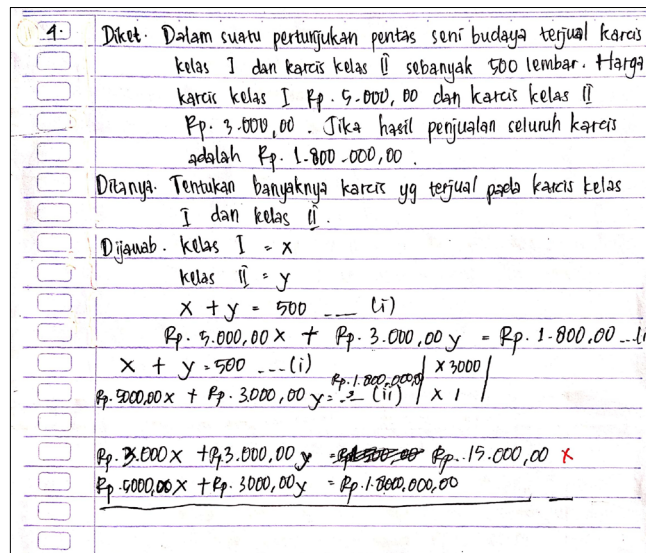 4. Diket. Dalam suatu pertunjukan pentas seni budaya terjual karcis
kelas I dan karcis kelas II sebanyak 500 lembar. Harga
karcis kelas I Rp. 5.000,00 dan karcis kelas II
Rp. 3.000,00. Jika hasil penjualan seluruh karcis
adalah Rp. 1.800.000,00.
Ditanya. Tentukan banyaknya karcis yg terjual pada karcis kelas
I dan kelas II.
Dijawab. kelas I = x
kelas II = y
x + y = 500 --- (i)
Rp. 5.000,00 x + Rp. 3.000,00 y = Rp. 1.800,00 ...(i
x + y = 500 ---(i) | x 3000 |
Rp. 5000,00x + Rp. 3.000,00 y = Rp. 1.800.000,00 (ii) | x 1 |
Rp. 3.000x + Rp 3.000,00 y = Rp..15.000,00 x
Rp. 5000,00x + Rp. 3000,00y = Rp. 1.800.000,00